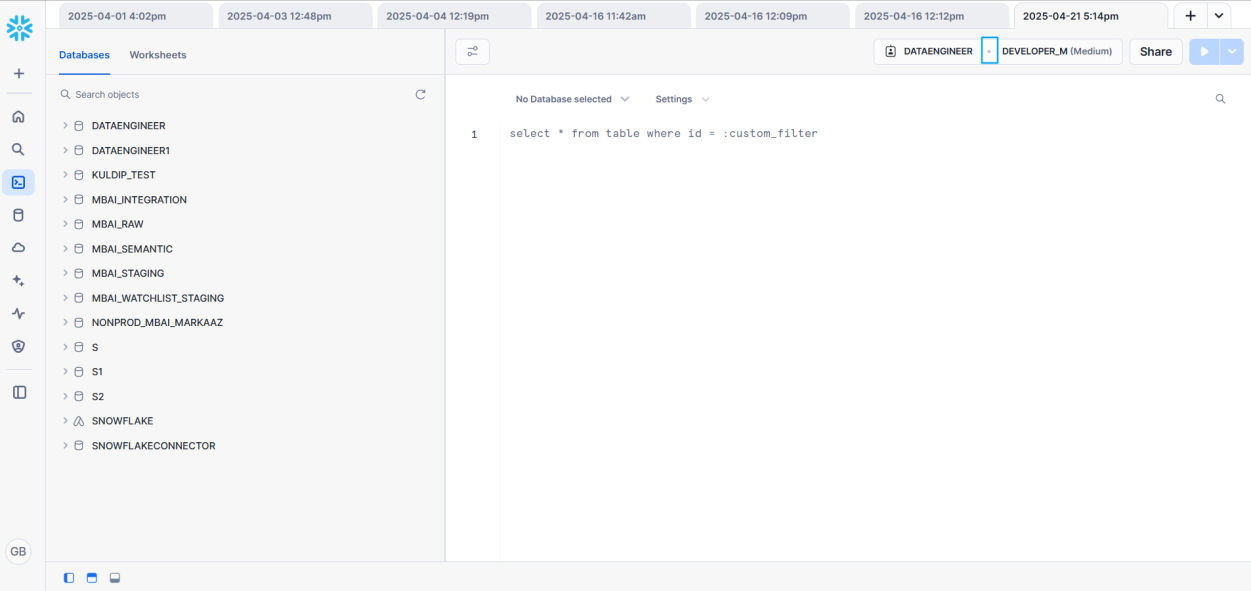 2025-04-01 4:02pm
2025-04-03 12:48pm
2025-04-04 12:19pm
2025-04-16 11:42am
2025-04-16 12:09pm
2025-04-16 12:12pm
2025-04-21 5:14pm
Databases
Worksheets
DATAENGINEER
DEVELOPER_M (Medium)
Share
Search objects
No Database selected
Settings
1 select * from table where id = :custom_filter
DATAENGINEER
DATAENGINEER1
KULDIP_TEST
MBAI_INTEGRATION
MBAI_RAW
MBAI_SEMANTIC
MBAI_STAGING
MBAI_WATCHLIST_STAGING
NONPROD_MBAI_MARKAAZ
S
S1
S2
SNOWFLAKE
SNOWFLAKECONNECTOR
GB